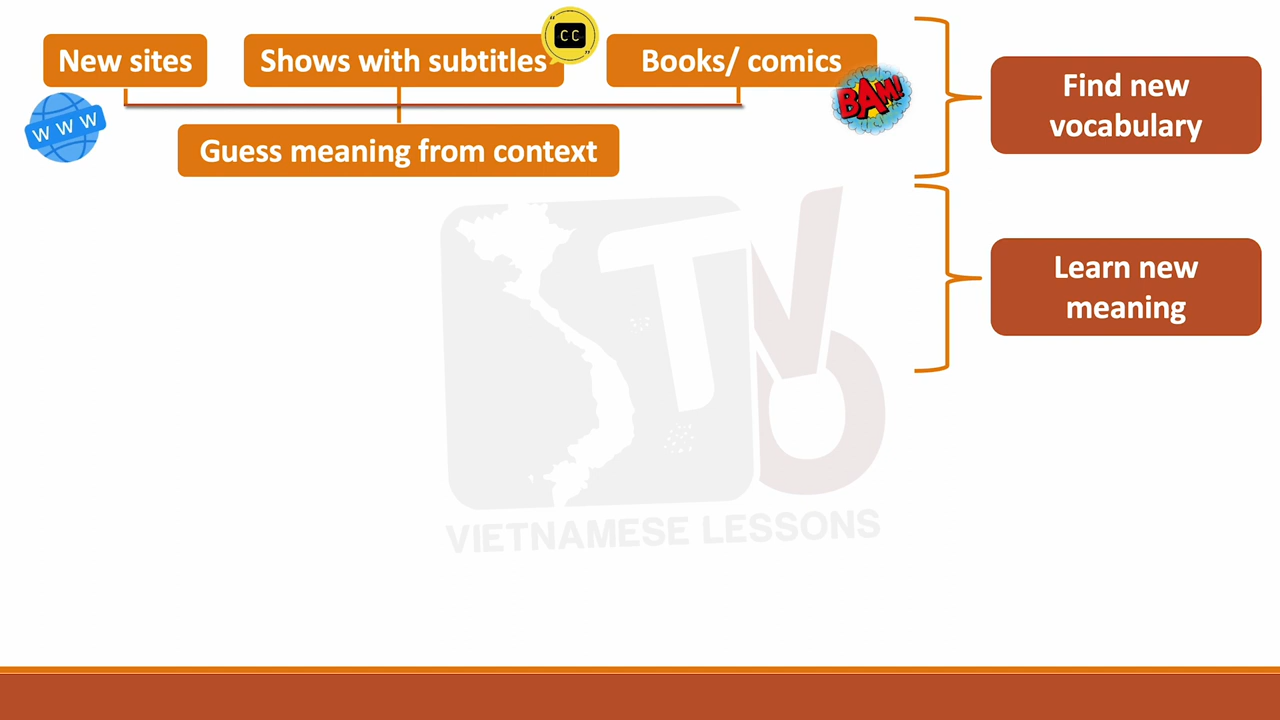 New sites
Shows with subtitles
CC
Books/ comics
BAM!
WWW
Guess meaning from context
Find new
vocabulary
Learn new
meaning
TVO
VIETNAMESE LESSONS